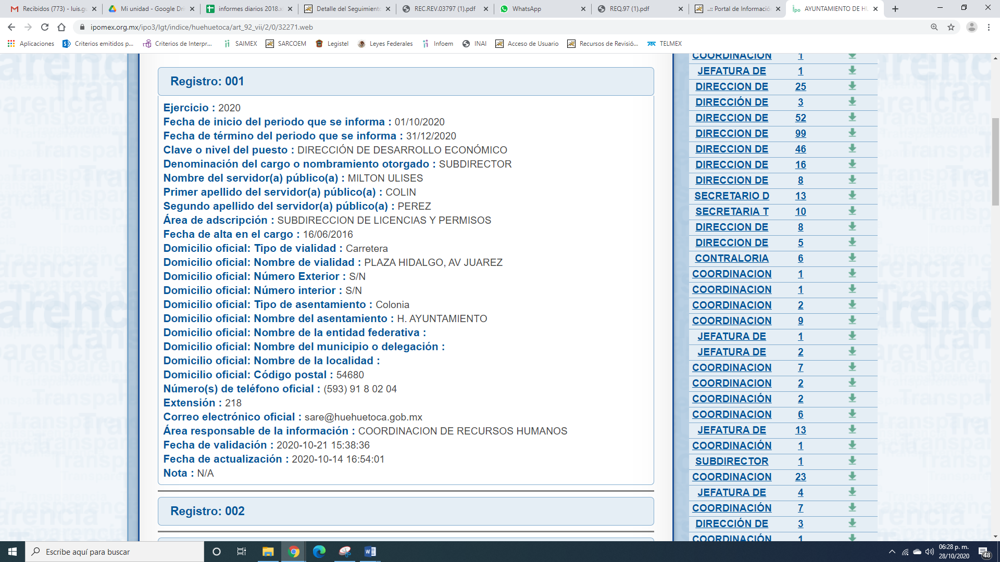 Recibidos (773) - luis.gu
Mi unidad - Google Dri
informes diarios 2018.x
Detalle del Seguimiento
REC.REV.03797 (1).pdf
WhatsApp
REQ.97 (1).pdf
..:: Portal de Informació
AYUNTAMIENTO DE HU
ipomex.org.mx/ipo3/lgt/indice/huehuetoca/art_92_vii/2/0/32271.web
Aplicaciones
Criterios emitidos p...
Criterios de Interpr...
SAIMEX
SARCOEM
Legistel
Leyes Federales
Infoem
INAI
Acceso de Usuario
Recursos de Revisió...
TELMEX
Registro: 001
Ejercicio : 2020
Fecha de inicio del periodo que se informa : 01/10/2020
Fecha de término del periodo que se informa : 31/12/2020
Clave o nivel del puesto : DIRECCIÓN DE DESARROLLO ECONÓMICO
Denominación del cargo o nombramiento otorgado : SUBDIRECTOR
Nombre del servidor(a) público(a) : MILTON ULISES
Primer apellido del servidor(a) público(a) : COLIN
Segundo apellido del servidor(a) público(a) : PEREZ
Área de adscripción : SUBDIRECCION DE LICENCIAS Y PERMISOS
Fecha de alta en el cargo : 16/06/2016
Domicilio oficial: Tipo de vialidad : Carretera
Domicilio oficial: Nombre de vialidad : PLAZA HIDALGO, AV JUAREZ
Domicilio oficial: Número Exterior : S/N
Domicilio oficial: Número interior : S/N
Domicilio oficial: Tipo de asentamiento : Colonia
Domicilio oficial: Nombre del asentamiento : H. AYUNTAMIENTO
Domicilio oficial: Nombre de la entidad federativa :
Domicilio oficial: Nombre del municipio o delegación :
Domicilio oficial: Nombre de la localidad :
Domicilio oficial: Código postal : 54680
Número(s) de teléfono oficial : (593) 91 8 02 04
Extensión : 218
Correo electrónico oficial : sare@huehuetoca.gob.mx
Área responsable de la información : COORDINACION DE RECURSOS HUMANOS
Fecha de validación : 2020-10-21 15:38:36
Fecha de actualización : 2020-10-14 16:54:01
Nota : N/A
Registro: 002
COORDINACION 1
JEFATURA DE 1
DIRECCION DE 25
DIRECCIÓN DE 3
DIRECCION DE 52
DIRECCION DE 99
DIRECCION DE 46
DIRECCION DE 16
DIRECCION DE 8
SECRETARIO D 13
SECRETARIA T 10
DIRECCION DE 8
DIRECCION DE 5
CONTRALORIA 6
COORDINACION 1
COORDINACION 1
COORDINACION 2
COORDINACION 9
JEFATURA DE 1
JEFATURA DE 2
COORDINACION 7
COORDINACION 2
COORDINACIÓN 2
COORDINACION 6
JEFATURA DE 13
COORDINACIÓN 1
SUBDIRECTOR 1
COORDINACION 23
JEFATURA DE 4
COORDINACIÓN 7
DIRECCIÓN DE 3
COORDINACIÓN 1
Escribe aquí para buscar
06:28 p. m.
28/10/2020
48